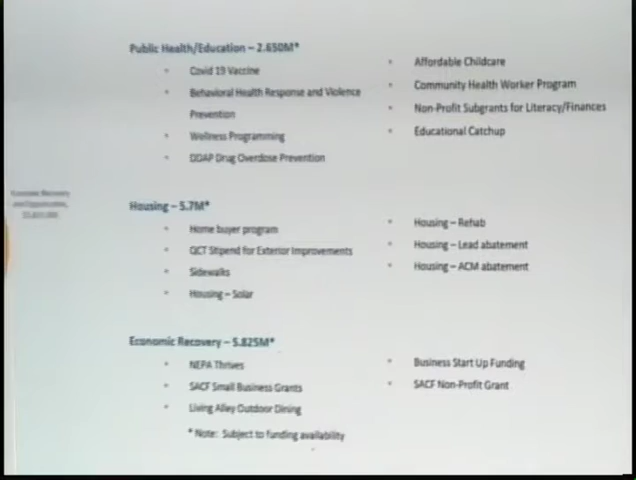 Public Health/Education – 2.650M*
Covid 19 Vaccine
Behavioral Health Response and Violence
Prevention
Wellness Programming
DDAP Drug Overdose Prevention
Affordable Childcare
Community Health Worker Program
Non-Profit Subgrants for Literacy/Finances
Educational Catchup
Economic Recovery
Housing – 5.7M*
Home buyer program
QCT Stipend for Exterior Improvements
Sidewalks
Housing – Solar
Housing – Rehab
Housing – Lead abatement
Housing – ACM abatement
Economic Recovery – 5.825M*
NEPA Thrives
SACF Small Business Grants
Living Alley Outdoor Dining
Business Start Up Funding
SACF Non-Profit Grant
* Note: Subject to funding availability